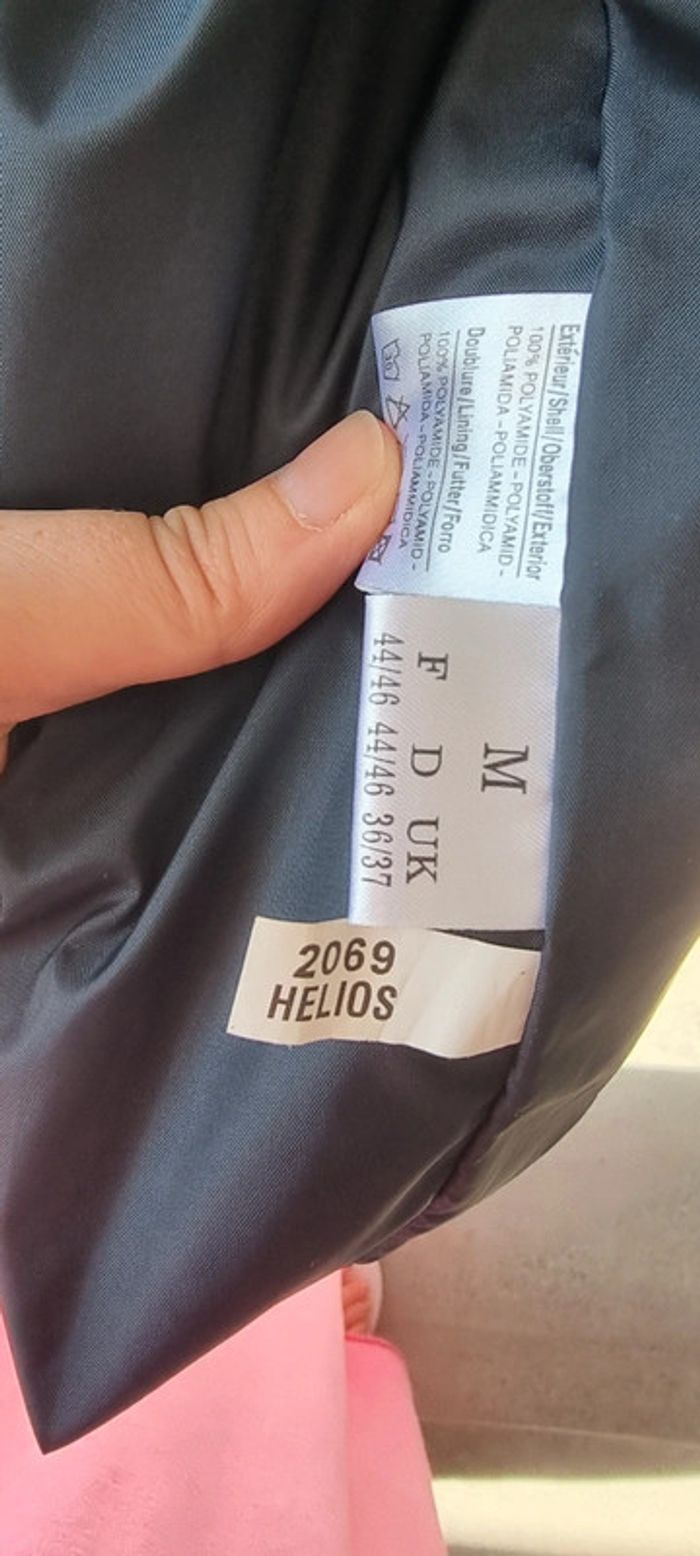 Extérieur/Shell/Oberstoff/Exterior
100% POLYAMIDE - POLYAMID -
POLIAMIDA - POLIAMMIDICA
Doublure/Lining/Futter/Forro
100% POLYAMIDE - POLYAMID -
POLIAMIDA - POLIAMMIDICA
30
M
F D UK
44/46 44/46 36/37
2069
HELIOS